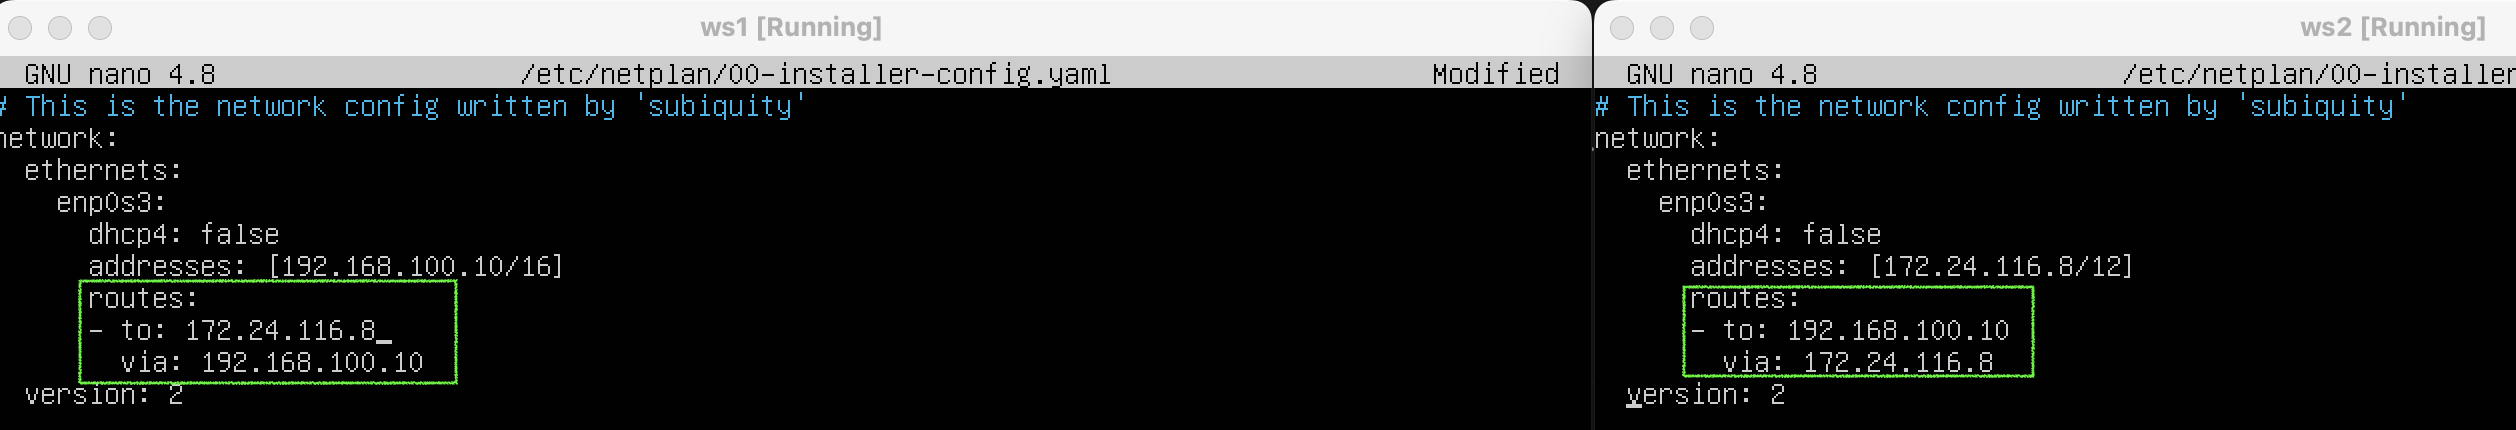 ws1 [Running]
GNU nano 4.8 /etc/netplan/00-installer-config.yaml Modified
# This is the network config written by 'subiquity'
network:
  ethernets:
    enp0s3:
      dhcp4: false
      addresses: [192.168.100.10/16]
      routes:
      - to: 172.24.116.8
        via: 192.168.100.10
  version: 2
ws2 [Running]
GNU nano 4.8 /etc/netplan/00-installer
# This is the network config written by 'subiquity'
network:
  ethernets:
    enp0s3:
      dhcp4: false
      addresses: [172.24.116.8/12]
      routes:
      - to: 192.168.100.10
        via: 172.24.116.8
  version: 2